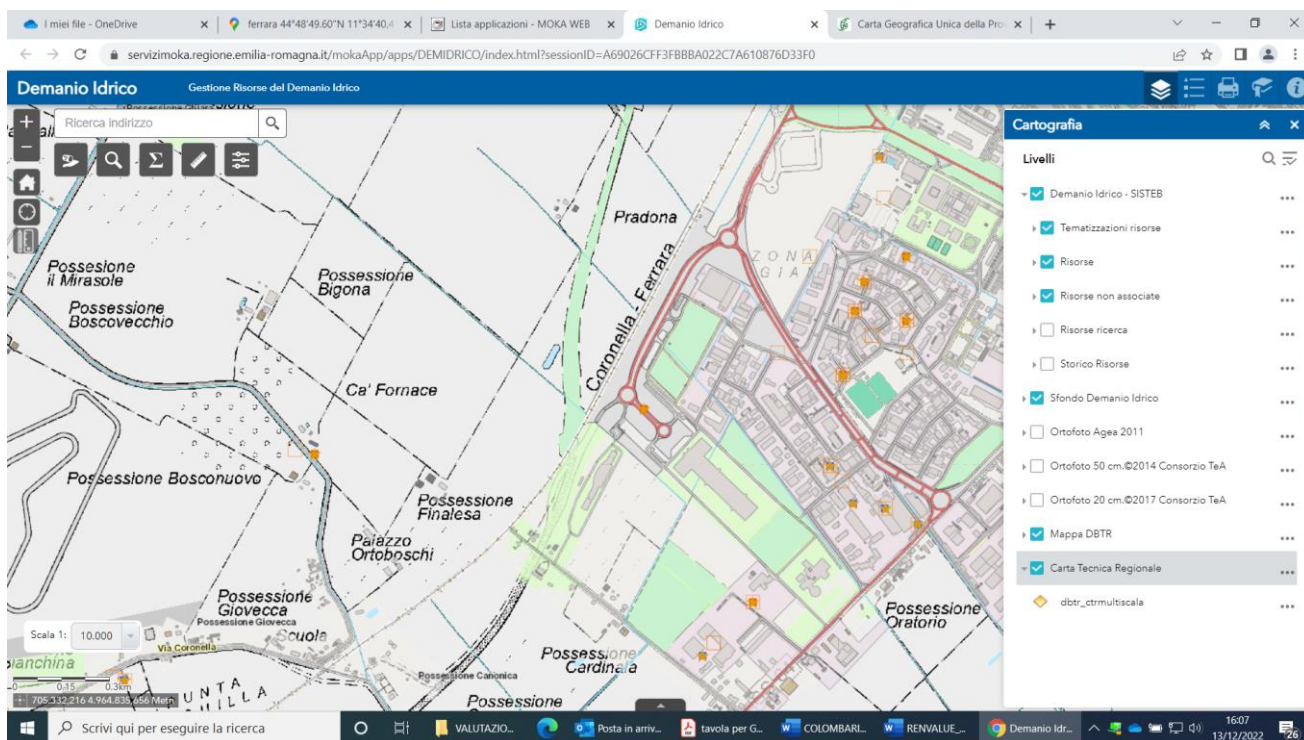 I miei file - OneDrive
ferrara 44°48'49.60"N 11°34'40,4
Lista applicazioni - MOKA WEB
Demanio Idrico
Carta Geografica Unica della Pro
servizimoka.regione.emilia-romagna.it/mokaApp/apps/DEMIDRICO/index.html?sessionID=A69026CFF3FBBBA022C7A610876D33F0
Demanio Idrico
Gestione Risorse del Demanio Idrico
Ricerca indirizzo
Cartografia
Livelli
Demanio Idrico - SISTEB
Tematizzazioni risorse
Risorse
Risorse non associate
Risorse ricerca
Storico Risorse
Sfondo Demanio Idrico
Ortofoto Agea 2011
Ortofoto 50 cm.©2014 Consorzio TeA
Ortofoto 20 cm.©2017 Consorzio TeA
Mappa DBTR
Carta Tecnica Regionale
dbtr_ctrmultiscala
Pradona
ZONA
Coronella - Ferrara
Possesione
il Mirasole
Possessione
Bigona
Possessione
Boscovecchio
Ca' Fornace
Possessione Bosconuovo
Possessione
Finalesa
Palazzo
Ortoboschi
Possessione
Giovecca
Possessione Giovecca
Possessione
Oratorio
Scala 1: 10.000
Via Coronella
Scuola
Possessione
Cardinala
Possessione Canonica
Possessione
0 0.15 0.3km
705.332,216 4.964.835,656 Metri
Scrivi qui per eseguire la ricerca
VALUTAZIO...
Posta in arriv...
tavola per G...
COLOMBARI...
RENVALUE_...
Demanio Idr...
16:07
13/12/2022
26